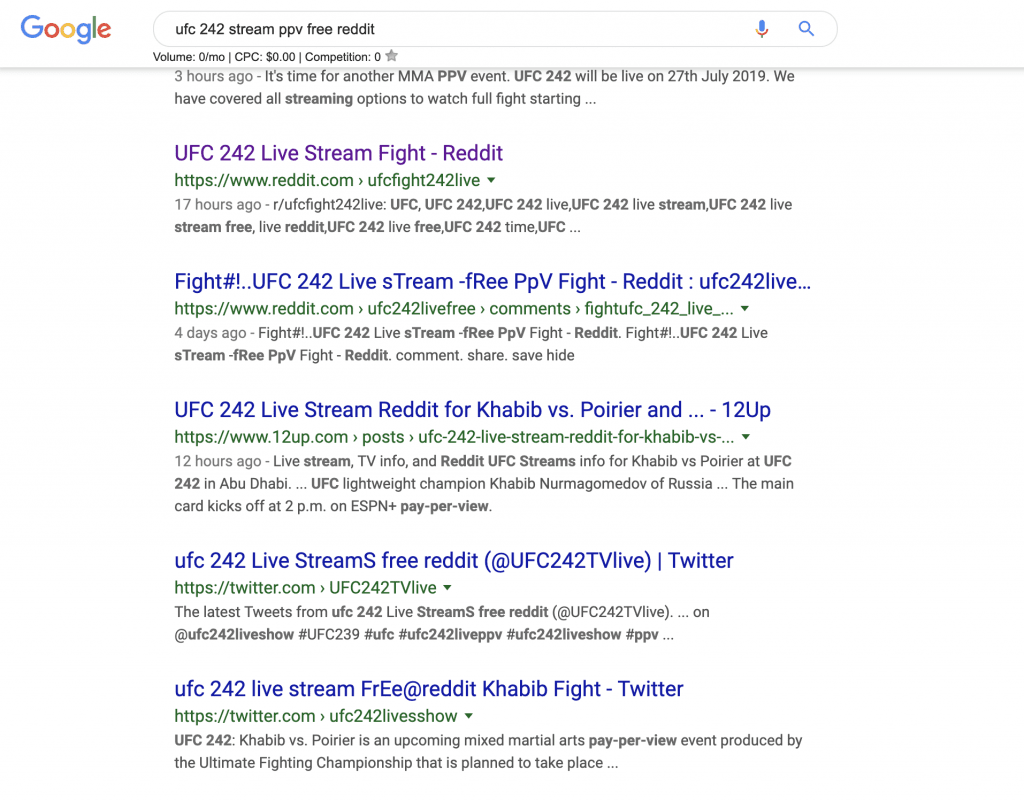 Google
ufc 242 stream ppv free reddit
Volume: 0/mo | CPC: $0.00 | Competition: 0
3 hours ago - It's time for another MMA PPV event. UFC 242 will be live on 27th July 2019. We
have covered all streaming options to watch full fight starting ...
UFC 242 Live Stream Fight - Reddit
https://www.reddit.com › ufcfight242live
17 hours ago - r/ufcfight242live: UFC, UFC 242,UFC 242 live,UFC 242 live stream,UFC 242 live
stream free, live reddit,UFC 242 live free,UFC 242 time,UFC ...
Fight#!..UFC 242 Live sTream -fRee PpV Fight - Reddit : ufc242live...
https://www.reddit.com › ufc242livefree › comments › fightufc_242_live_...
4 days ago - Fight#!..UFC 242 Live sTream -fRee PpV Fight - Reddit. Fight#!..UFC 242 Live
sTream -fRee PpV Fight - Reddit. comment. share. save hide
UFC 242 Live Stream Reddit for Khabib vs. Poirier and ... - 12Up
https://www.12up.com › posts › ufc-242-live-stream-reddit-for-khabib-vs-...
12 hours ago - Live stream, TV info, and Reddit UFC Streams info for Khabib vs Poirier at UFC
242 in Abu Dhabi. ... UFC lightweight champion Khabib Nurmagomedov of Russia ... The main
card kicks off at 2 p.m. on ESPN+ pay-per-view.
ufc 242 Live StreamS free reddit (@UFC242TVlive) | Twitter
https://twitter.com › UFC242TVlive
The latest Tweets from ufc 242 Live StreamS free reddit (@UFC242TVlive). ... on
@ufc242liveshow #UFC239 #ufc #ufc242liveppv #ufc242liveshow #ppv ...
ufc 242 live stream FrEe@reddit Khabib Fight - Twitter
https://twitter.com › ufc242livesshow
UFC 242: Khabib vs. Poirier is an upcoming mixed martial arts pay-per-view event produced by
the Ultimate Fighting Championship that is planned to take place ...